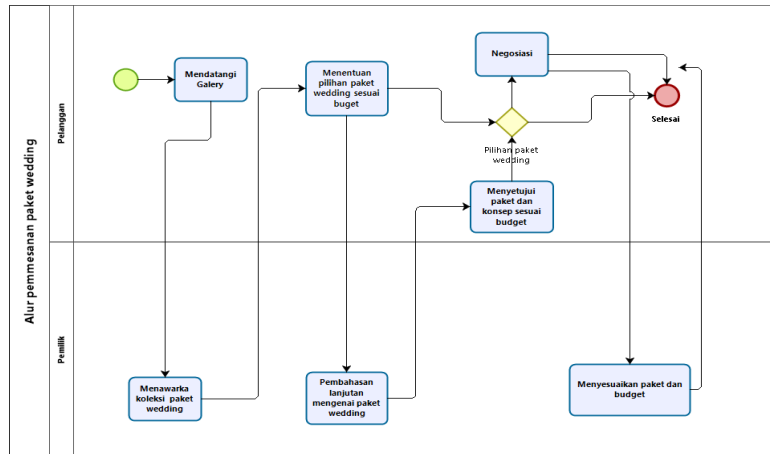 Alur pemmesanan paket wedding
Pelanggan
Mendatangi
Galery
Menentuan
pilihan paket
wedding sesuai
buget
Negosiasi
Selesai
Pilihan paket
wedding
Menyetujui
paket dan
konsep sesuai
budget
Pemilik
Menawarka
koleksi paket
wedding
Pembahasan
lanjutan
mengenai paket
wedding
Menyesuaikan paket dan
budget